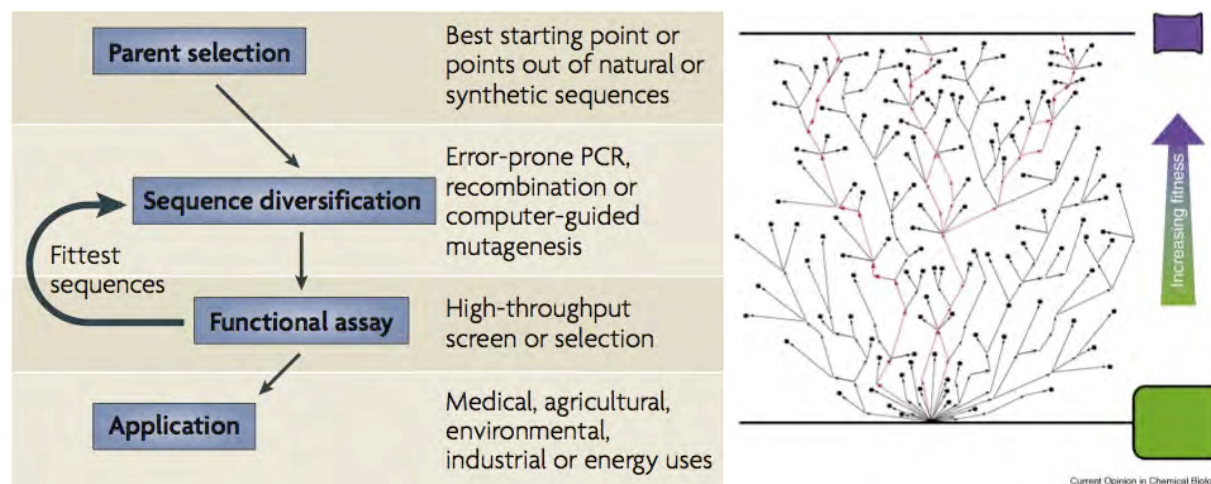 Parent selection
Best starting point or
points out of natural or
synthetic sequences
Sequence diversification
Error-prone PCR,
recombination or
computer-guided
mutagenesis
Fittest
sequences
Functional assay
High-throughput
screen or selection
Application
Medical, agricultural,
environmental,
industrial or energy uses
Increasing fitness
Current Opinion in Chemical Biolo